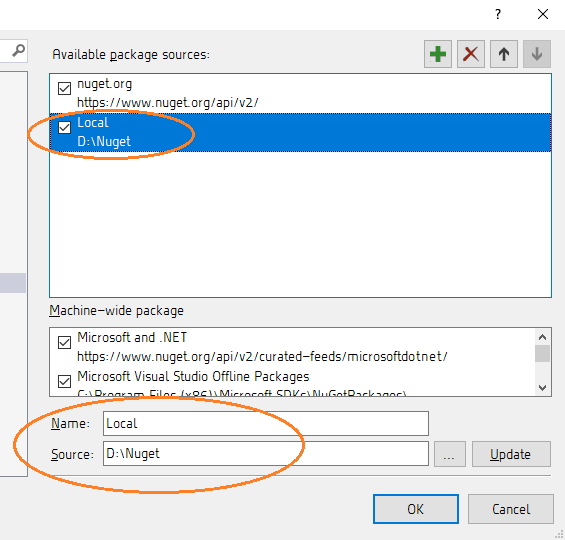 ?
Available package sources:
nuget.org
https://www.nuget.org/api/v2/
Local
D:\Nuget
Machine-wide package
Microsoft and .NET
https://www.nuget.org/api/v2/curated-feeds/microsoftdotnet/
Microsoft Visual Studio Offline Packages
C:\Program Files (x86)\Microsoft SDKs\NuGetPackages\
Name: Local
Source: D:\Nuget
... Update
OK Cancel